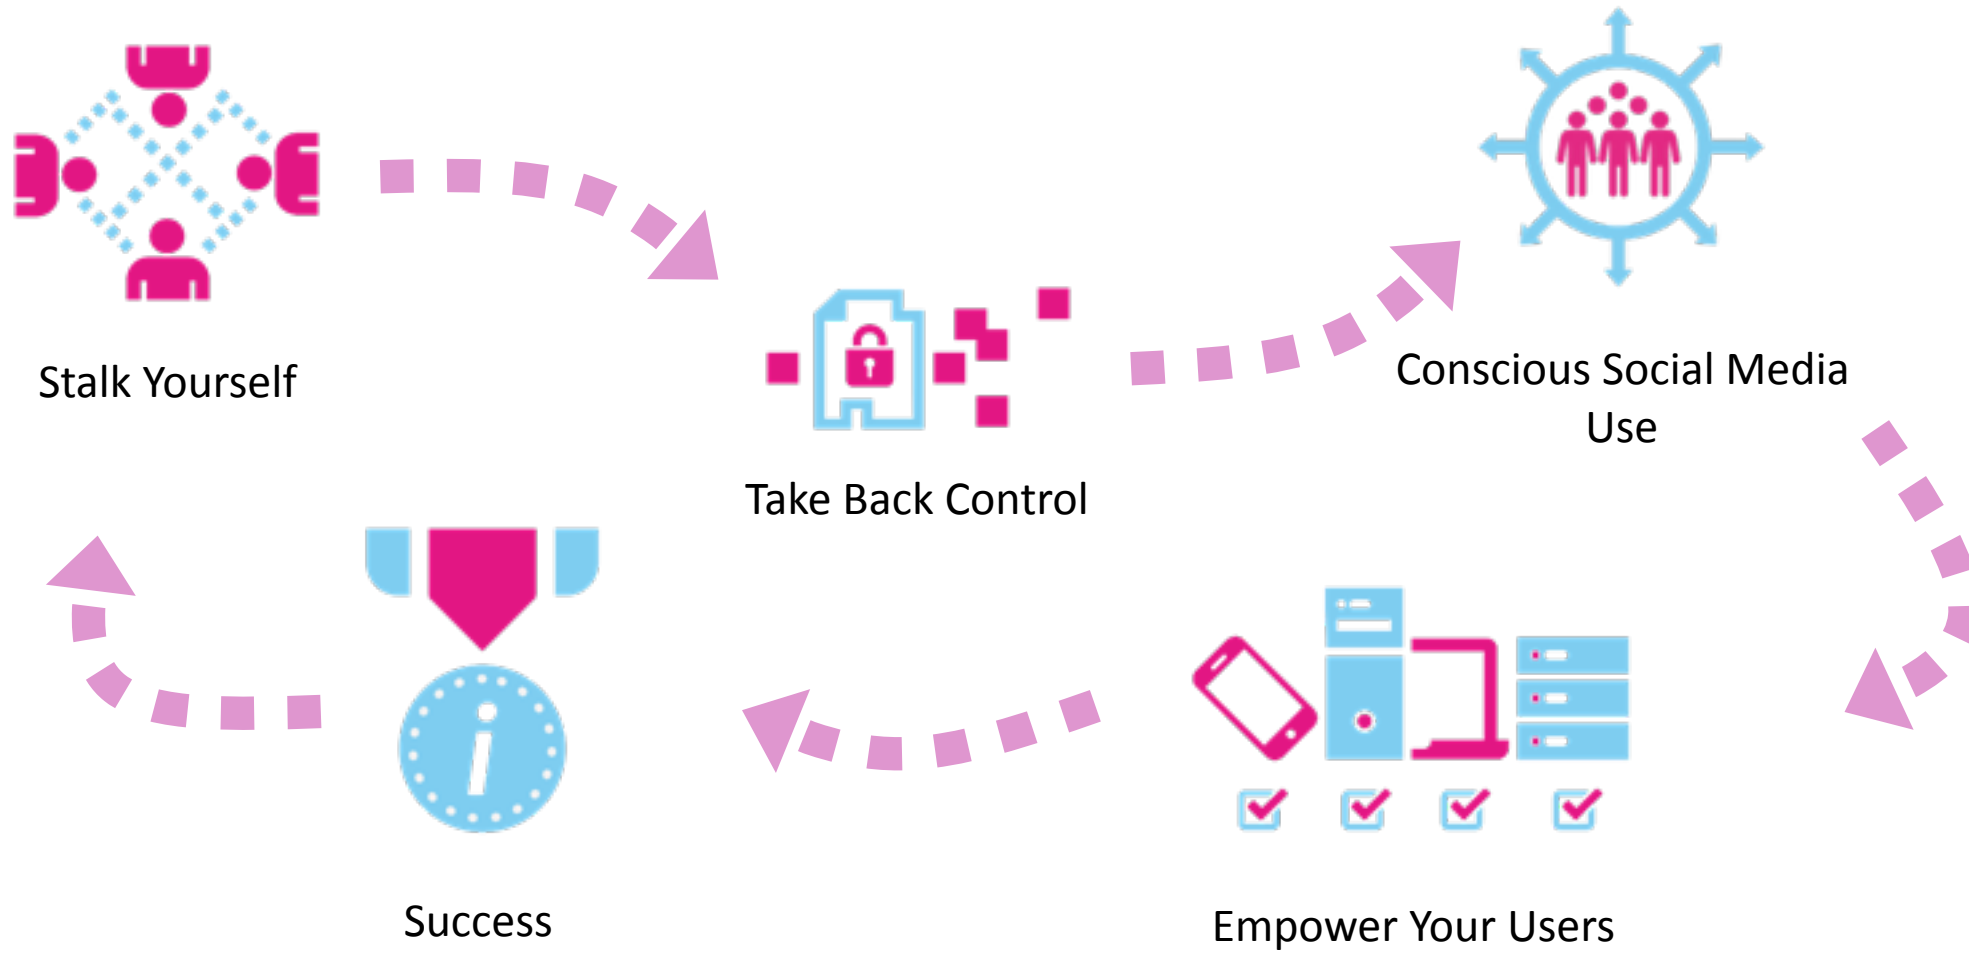 Stalk Yourself
Take Back Control
Conscious Social Media
Use
Empower Your Users
Success
i